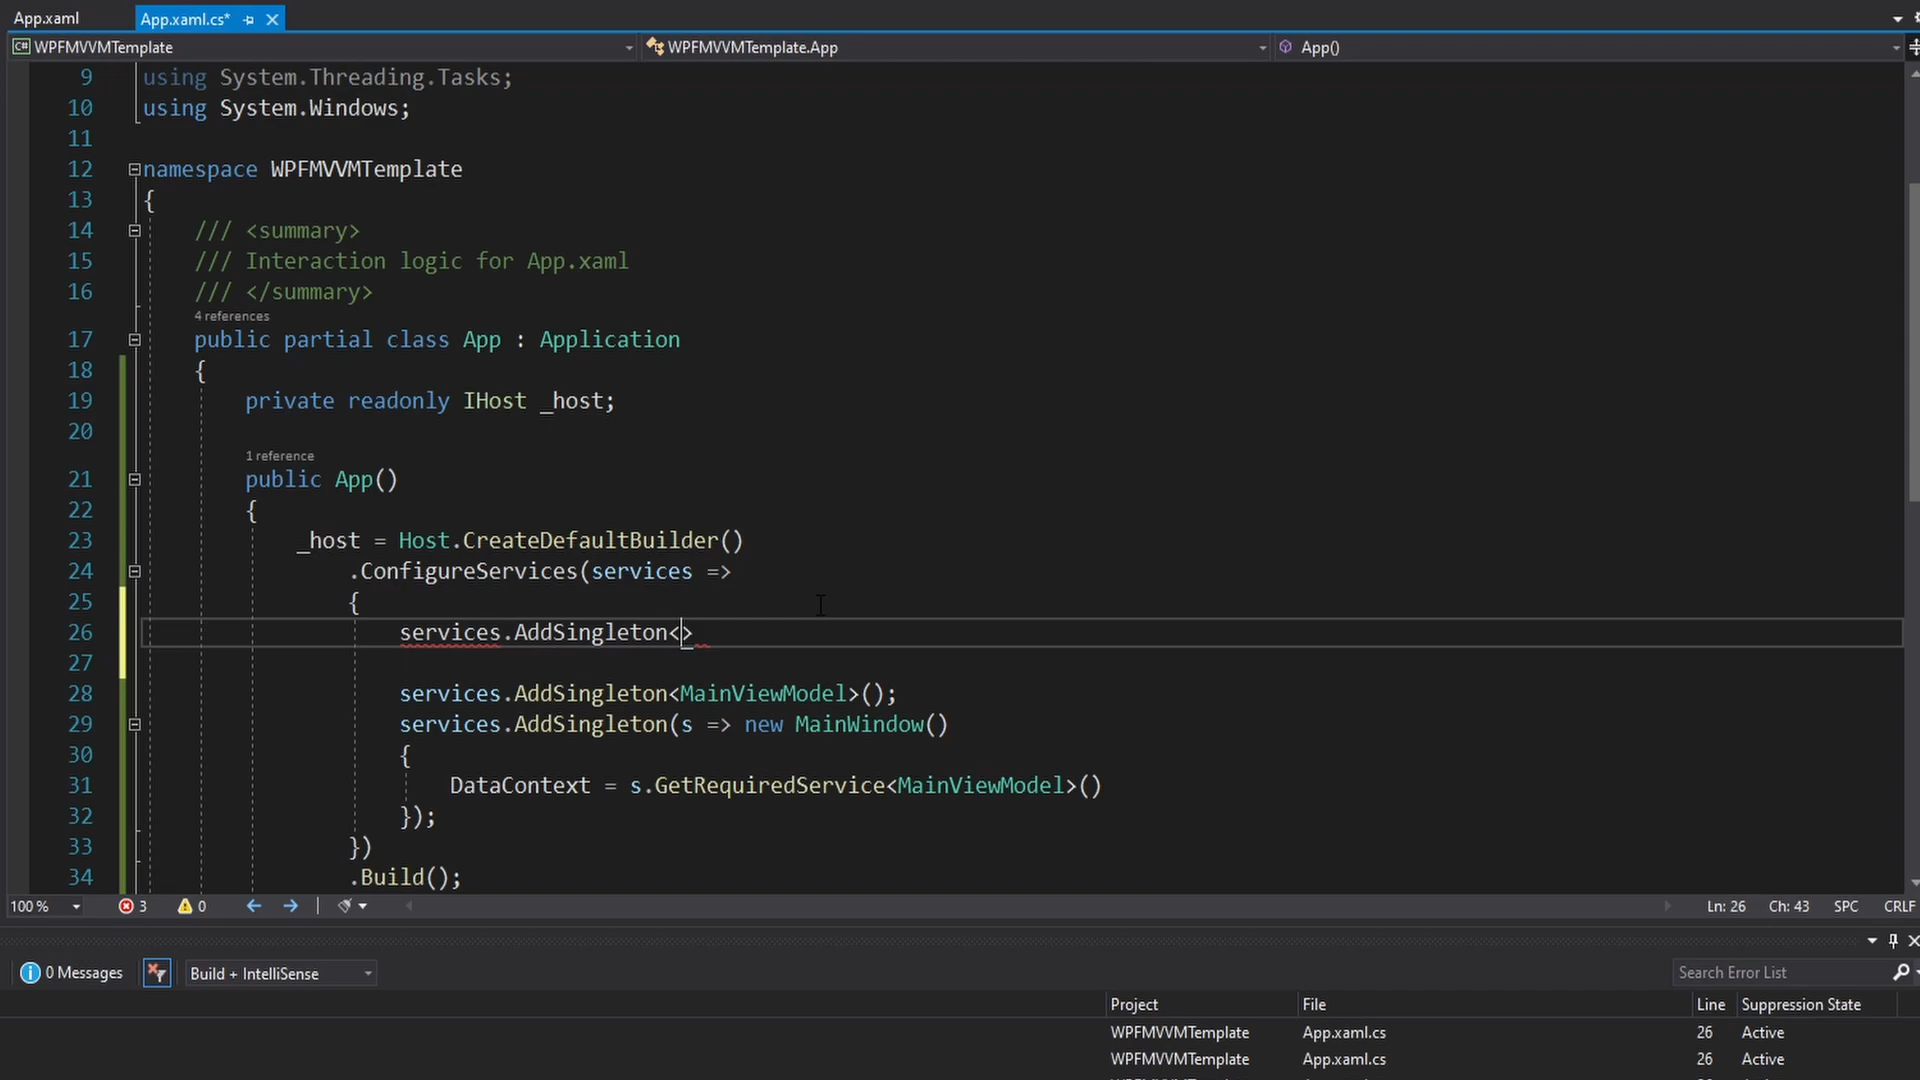 App.xaml
App.xaml.cs*
C# WPFMVVMTemplate
WPFMVVMTemplate.App
App()
9 using System.Threading.Tasks;
10 using System.Windows;
11
12 namespace WPFMVVMTemplate
13 {
14 /// <summary>
15 /// Interaction logic for App.xaml
16 /// </summary>
4 references
17 public partial class App : Application
18 {
19 private readonly IHost _host;
20
1 reference
21 public App()
22 {
23 _host = Host.CreateDefaultBuilder()
24 .ConfigureServices(services =>
25 {
26 services.AddSingleton<>
27
28 services.AddSingleton<MainViewModel>();
29 services.AddSingleton(s => new MainWindow()
30 {
31 DataContext = s.GetRequiredService<MainViewModel>()
32 });
33 })
34 .Build();
100 % 3 0 Ln: 26 Ch: 43 SPC CRLF
0 Messages Build + IntelliSense Search Error List
Project File Line Suppression State
WPFMVVMTemplate App.xaml.cs 26 Active
WPFMVVMTemplate App.xaml.cs 26 Active